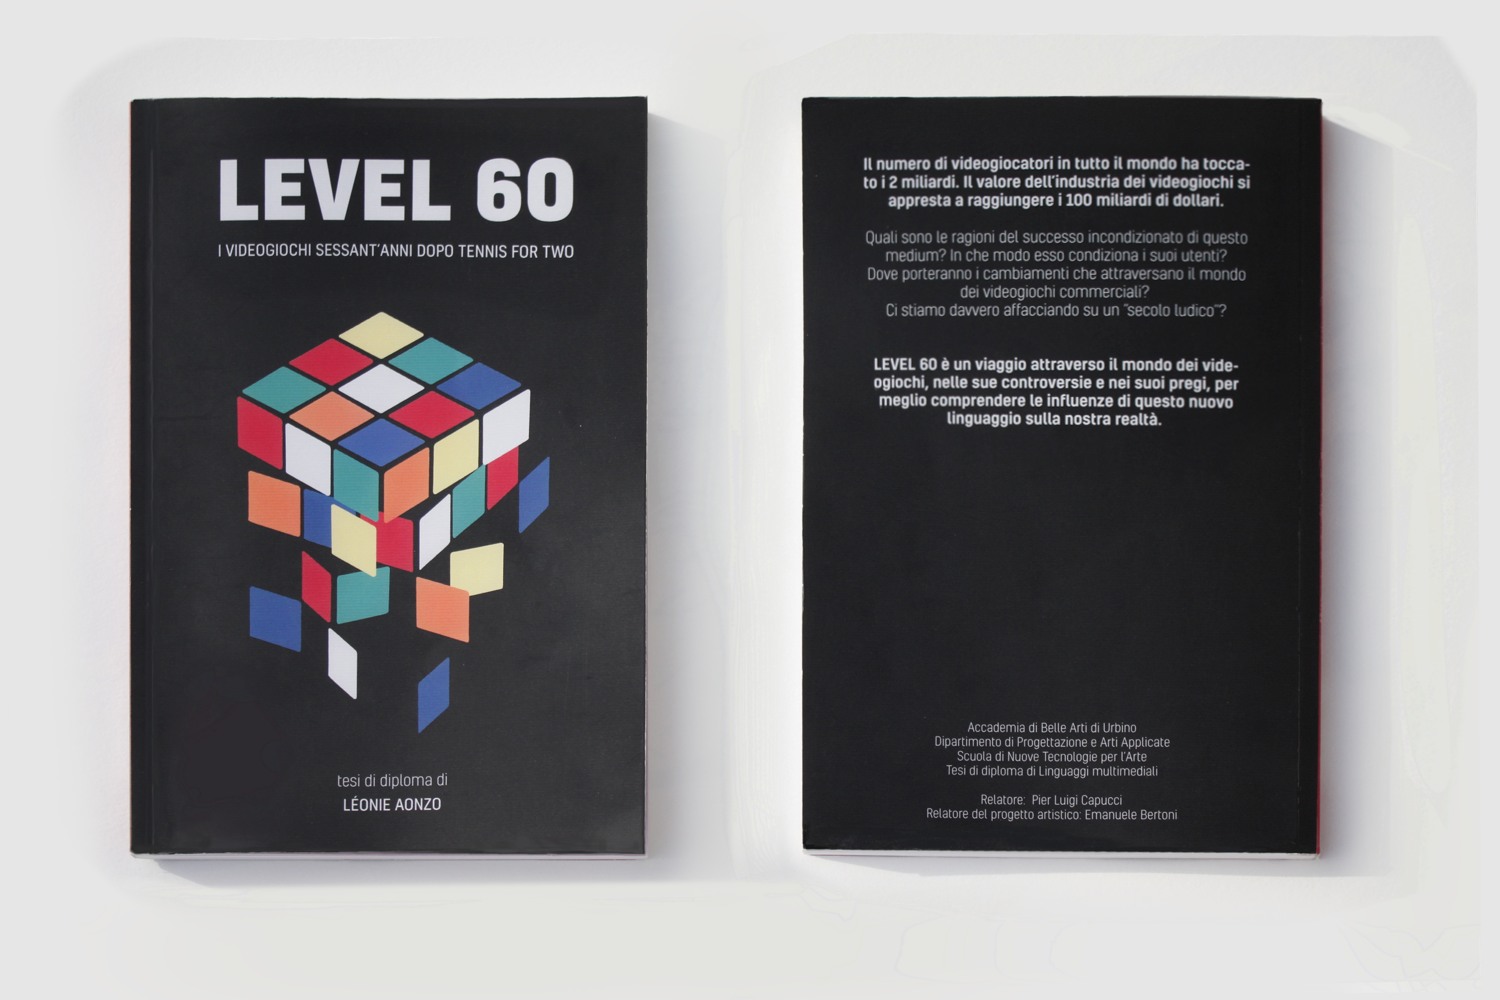 LEVEL 60
I VIDEOGIOCHI SESSANT'ANNI DOPO TENNIS FOR TWO
tesi di diploma di
LÉONIE AONZO
Il numero di videogiocatori in tutto il mondo ha tocca-
to i 2 miliardi. Il valore dell'industria dei videogiochi si
appresta a raggiungere i 100 miliardi di dollari.
Quali sono le ragioni del successo incondizionato di questo
medium? In che modo esso condiziona i suoi utenti?
Dove porteranno i cambiamenti che attraversano il mondo
dei videogiochi commerciali?
Ci stiamo davvero affacciando su un "secolo ludico"?
LEVEL 60 è un viaggio attraverso il mondo dei vide-
ogiochi, nelle sue controversie e nei suoi pregi, per
meglio comprendere le influenze di questo nuovo
linguaggio sulla nostra realtà.
Accademia di Belle Arti di Urbino
Dipartimento di Progettazione e Arti Applicate
Scuola di Nuove Tecnologie per l'Arte
Tesi di diploma di Linguaggi multimediali
Relatore: Pier Luigi Capucci
Relatore del progetto artistico: Emanuele Bertoni